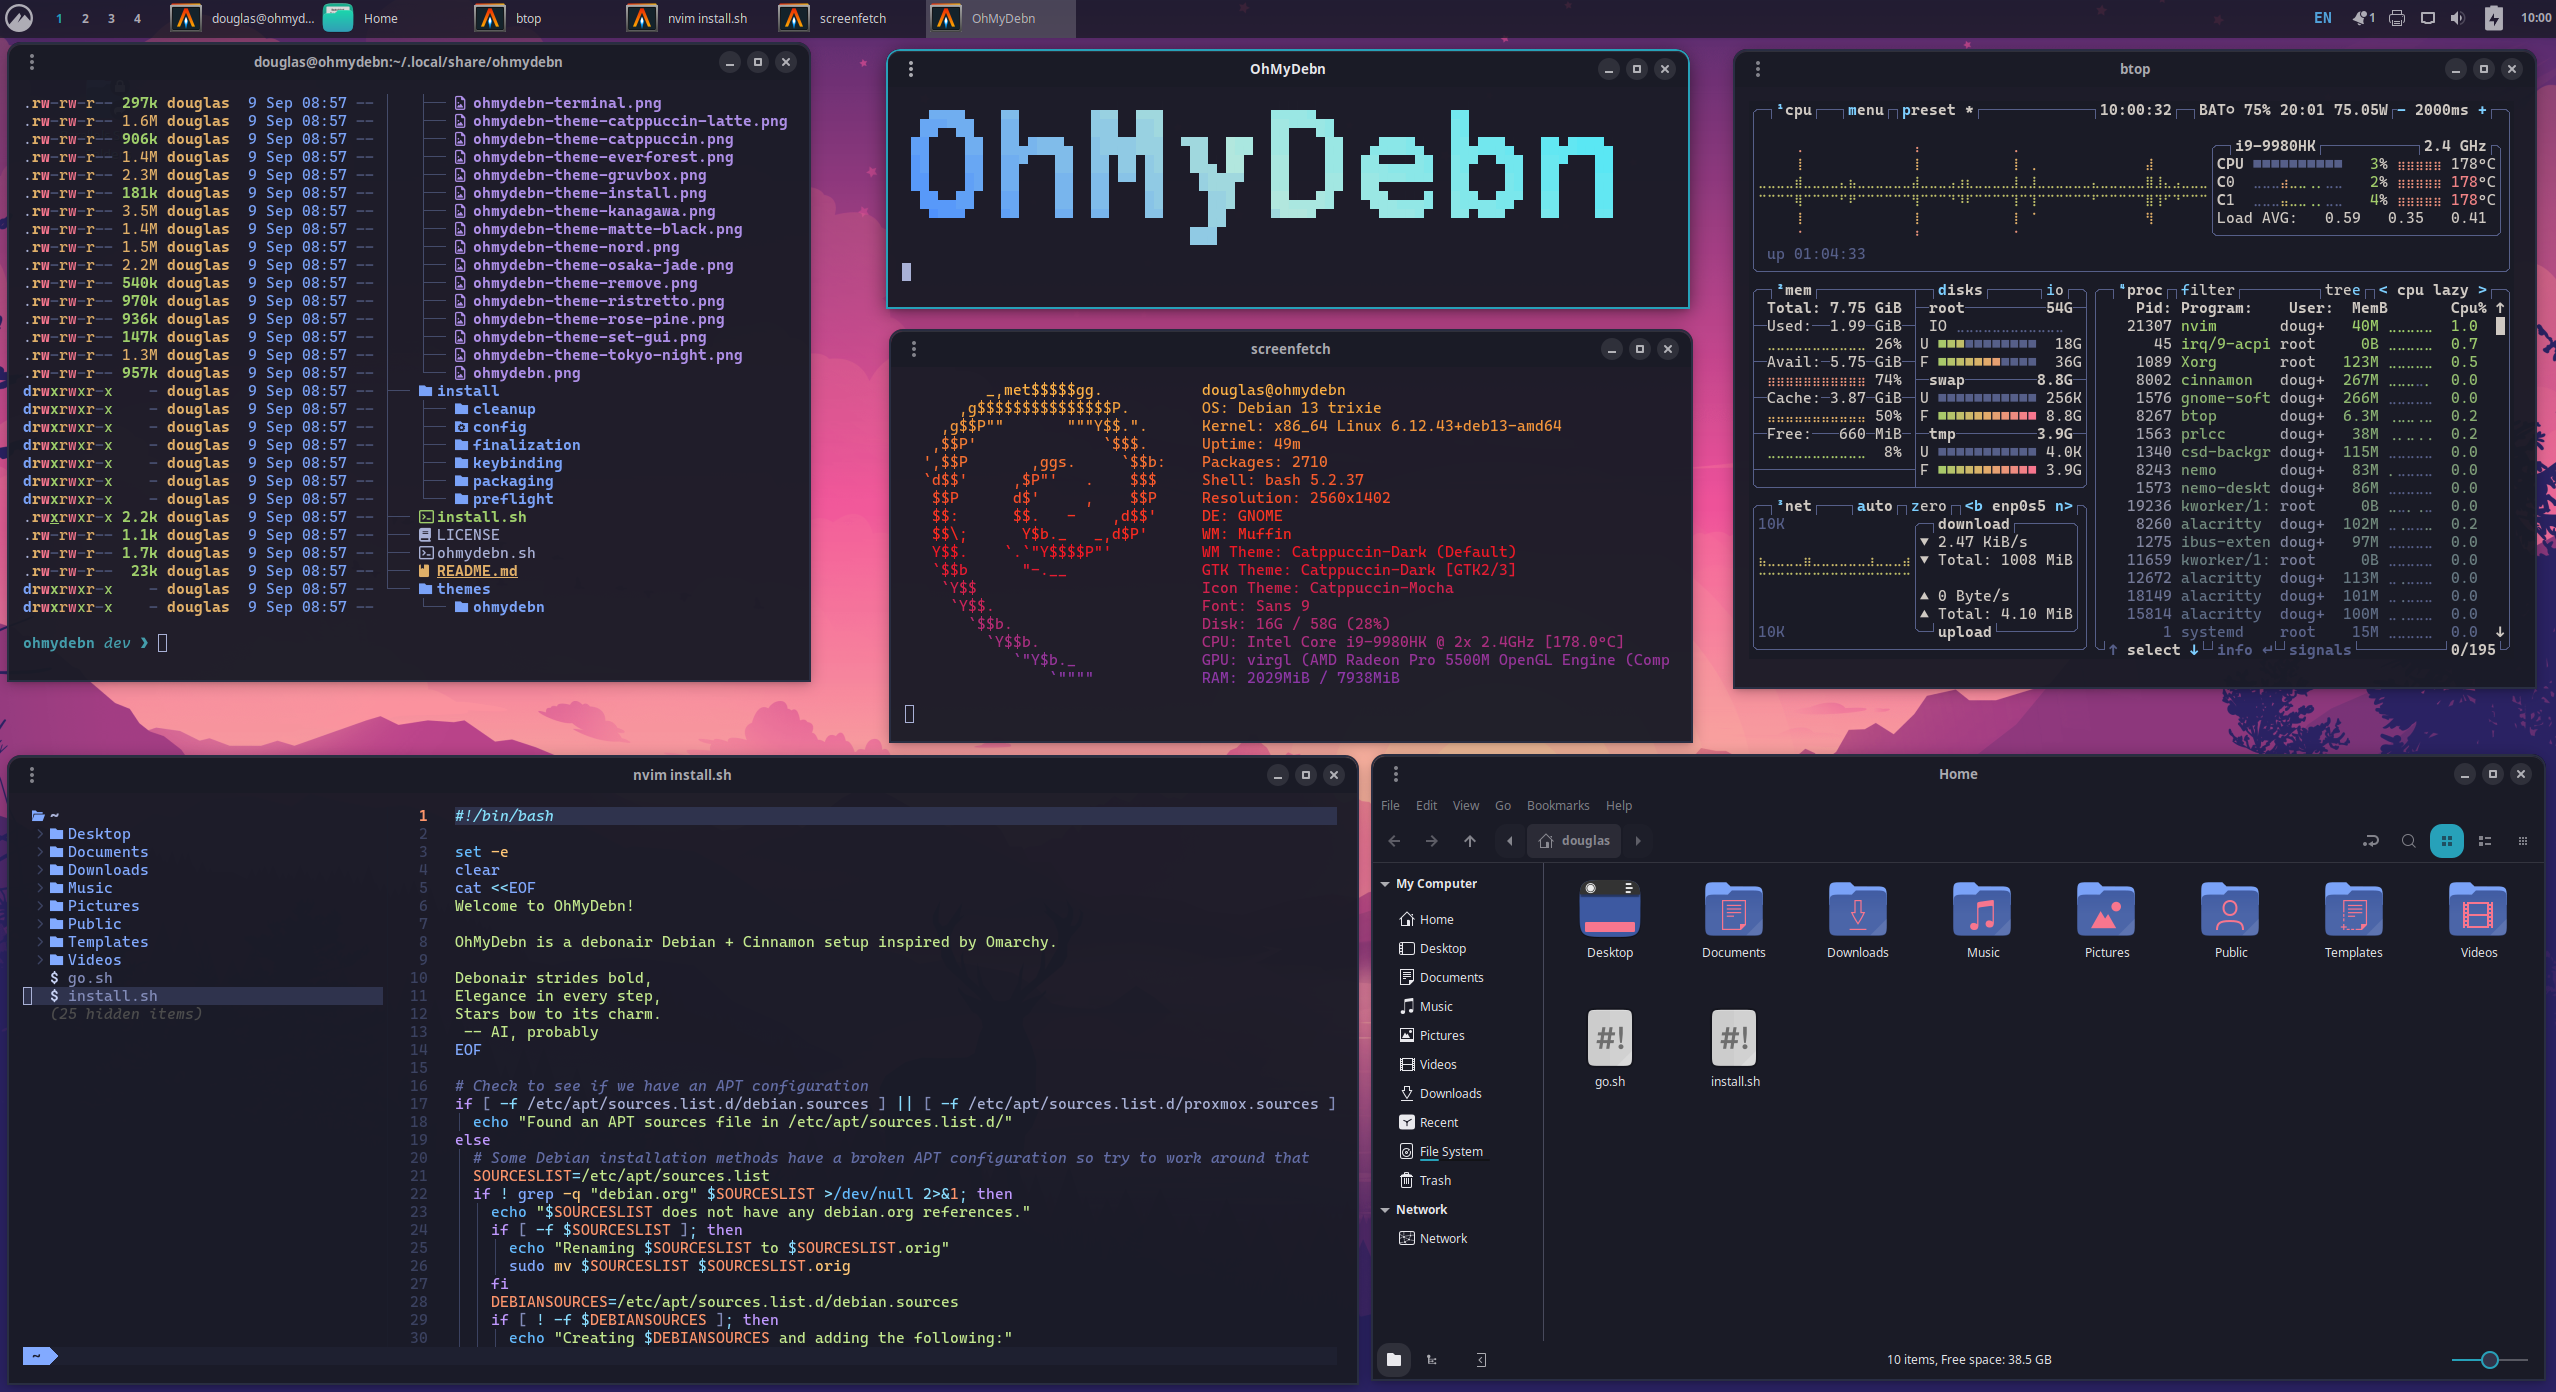 1 2 3 4 douglas@ohmyd... Home btop nvim install.sh screenfetch OhMyDebn EN 1 10:00
douglas@ohmydebn:~/.local/share/ohmydebn
.rw-rw-r-- 297k douglas 9 Sep 08:57 -- ohmydebn-terminal.png
.rw-rw-r-- 1.6M douglas 9 Sep 08:57 -- ohmydebn-theme-catppuccin-latte.png
.rw-rw-r-- 906k douglas 9 Sep 08:57 -- ohmydebn-theme-catppuccin.png
.rw-rw-r-- 1.4M douglas 9 Sep 08:57 -- ohmydebn-theme-everforest.png
.rw-rw-r-- 2.3M douglas 9 Sep 08:57 -- ohmydebn-theme-gruvbox.png
.rw-rw-r-- 181k douglas 9 Sep 08:57 -- ohmydebn-theme-install.png
.rw-rw-r-- 3.5M douglas 9 Sep 08:57 -- ohmydebn-theme-kanagawa.png
.rw-rw-r-- 1.4M douglas 9 Sep 08:57 -- ohmydebn-theme-matte-black.png
.rw-rw-r-- 1.5M douglas 9 Sep 08:57 -- ohmydebn-theme-nord.png
.rw-rw-r-- 2.2M douglas 9 Sep 08:57 -- ohmydebn-theme-osaka-jade.png
.rw-rw-r-- 540k douglas 9 Sep 08:57 -- ohmydebn-theme-remove.png
.rw-rw-r-- 970k douglas 9 Sep 08:57 -- ohmydebn-theme-ristretto.png
.rw-rw-r-- 936k douglas 9 Sep 08:57 -- ohmydebn-theme-rose-pine.png
.rw-rw-r-- 147k douglas 9 Sep 08:57 -- ohmydebn-theme-set-gui.png
.rw-rw-r-- 1.3M douglas 9 Sep 08:57 -- ohmydebn-theme-tokyo-night.png
.rw-rw-r-- 957k douglas 9 Sep 08:57 -- ohmydebn.png
drwxrwxr-x - douglas 9 Sep 08:57 -- install
drwxrwxr-x - douglas 9 Sep 08:57 -- cleanup
drwxrwxr-x - douglas 9 Sep 08:57 -- config
drwxrwxr-x - douglas 9 Sep 08:57 -- finalization
drwxrwxr-x - douglas 9 Sep 08:57 -- keybinding
drwxrwxr-x - douglas 9 Sep 08:57 -- packaging
drwxrwxr-x - douglas 9 Sep 08:57 -- preflight
.rwxrwxr-x 2.2k douglas 9 Sep 08:57 -- install.sh
.rw-rw-r-- 1.1k douglas 9 Sep 08:57 -- LICENSE
.rw-rw-r-- 1.7k douglas 9 Sep 08:57 -- ohmydebn.sh
.rw-rw-r-- 23k douglas 9 Sep 08:57 -- README.md
drwxrwxr-x - douglas 9 Sep 08:57 -- themes
drwxrwxr-x - douglas 9 Sep 08:57 -- ohmydebn
ohmydebn dev ❯
OhMyDebn
OhMyDebn
screenfetch
_,met$$$$$gg.
,g$$$$$$$$$$$$$$$P.
,g$$P"" """Y$$.".
,$$P' `$$$.
',$$P ,ggs. `$$b:
`d$$' ,$P"' . $$$
$$P d$' , $$P
$$: $$. - ,d$$'
$$\; Y$b._ _,d$P'
Y$$. `.`"Y$$$$P"'
`$$b "-.__
`Y$$
`Y$$.
`$$b.
`Y$$b.
`"Y$b._
`""""
douglas@ohmydebn
OS: Debian 13 trixie
Kernel: x86_64 Linux 6.12.43+deb13-amd64
Uptime: 49m
Packages: 2710
Shell: bash 5.2.37
Resolution: 2560x1402
DE: GNOME
WM: Muffin
WM Theme: Catppuccin-Dark (Default)
GTK Theme: Catppuccin-Dark [GTK2/3]
Icon Theme: Catppuccin-Mocha
Font: Sans 9
Disk: 16G / 58G (28%)
CPU: Intel Core i9-9980HK @ 2x 2.4GHz [178.0ºC]
GPU: virgl (AMD Radeon Pro 5500M OpenGL Engine (Comp
RAM: 2029MiB / 7938MiB
btop
¹cpu menu preset * 10:00:32 BAT○ 75% 20:01 75.05W - 2000ms +
i9-9980HK 2.4 GHz
CPU 3% 178°C
C0 2% 178°C
C1 4% 178°C
Load AVG: 0.59 0.35 0.41
up 01:04:33
²mem
Total: 7.75 GiB
Used: 1.99 GiB
26%
Avail: 5.75 GiB
74%
Cache: 3.87 GiB
50%
Free: 660 MiB
8%
disks io
root 54G
IO
U 18G
F 36G
swap 8.8G
U 256K
F 8.8G
tmp 3.9G
U 4.0K
F 3.9G
³net auto zero <b enp0s5 n>
10K
download
▼ 2.47 KiB/s
▼ Total: 1008 MiB
▲ 0 Byte/s
▲ Total: 4.10 MiB
10K
upload
⁴proc filter tree < cpu lazy >
Pid: Program: User: MemB Cpu% ↑
21307 nvim doug+ 40M 1.0
45 irq/9-acpi root 0B 0.7
1089 Xorg root 123M 0.5
8002 cinnamon doug+ 267M 0.0
1576 gnome-soft doug+ 266M 0.0
8267 btop doug+ 6.3M 0.2
1563 prlcc doug+ 38M 0.2
1340 csd-backgr doug+ 115M 0.0
8243 nemo doug+ 83M 0.0
1573 nemo-deskt doug+ 86M 0.0
19236 kworker/1: root 0B 0.0
8260 alacritty doug+ 102M 0.2
1275 ibus-exten doug+ 97M 0.0
11659 kworker/1: root 0B 0.0
12672 alacritty doug+ 113M 0.0
18149 alacritty doug+ 101M 0.0
15814 alacritty doug+ 100M 0.0
1 systemd root 15M 0.0 ↓
↑ select ↓ info ↵ signals 0/195
nvim install.sh
~
Desktop
Documents
Downloads
Music
Pictures
Public
Templates
Videos
$ go.sh
$ install.sh
(25 hidden items)
1 #!/bin/bash
2
3 set -e
4 clear
5 cat <<EOF
6 Welcome to OhMyDebn!
7
8 OhMyDebn is a debonair Debian + Cinnamon setup inspired by Omarchy.
9
10 Debonair strides bold,
11 Elegance in every step,
12 Stars bow to its charm.
13 -- AI, probably
14 EOF
15
16 # Check to see if we have an APT configuration
17 if [ -f /etc/apt/sources.list.d/debian.sources ] || [ -f /etc/apt/sources.list.d/proxmox.sources ]
18 echo "Found an APT sources file in /etc/apt/sources.list.d/"
19 else
20 # Some Debian installation methods have a broken APT configuration so try to work around that
21 SOURCESLIST=/etc/apt/sources.list
22 if ! grep -q "debian.org" $SOURCESLIST >/dev/null 2>&1; then
23 echo "$SOURCESLIST does not have any debian.org references."
24 if [ -f $SOURCESLIST ]; then
25 echo "Renaming $SOURCESLIST to $SOURCESLIST.orig"
26 sudo mv $SOURCESLIST $SOURCESLIST.orig
27 fi
28 DEBIANSOURCES=/etc/apt/sources.list.d/debian.sources
29 if [ ! -f $DEBIANSOURCES ]; then
30 echo "Creating $DEBIANSOURCES and adding the following:"
~
Home
File Edit View Go Bookmarks Help
douglas
My Computer
Home
Desktop
Documents
Music
Pictures
Videos
Downloads
Recent
File System
Trash
Network
Network
Desktop Documents Downloads Music Pictures Public Templates Videos
#! #!
go.sh install.sh
10 items, Free space: 38.5 GB